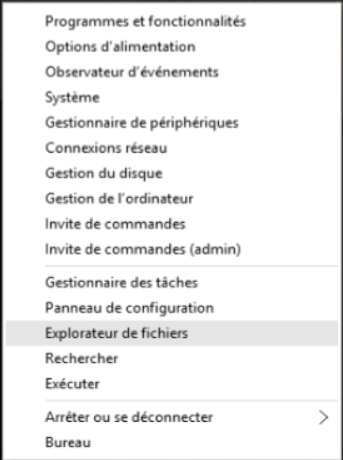 Programmes et fonctionnalités
Options d'alimentation
Observateur d'événements
Système
Gestionnaire de périphériques
Connexions réseau
Gestion du disque
Gestion de l'ordinateur
Invite de commandes
Invite de commandes (admin)
Gestionnaire des tâches
Panneau de configuration
Explorateur de fichiers
Rechercher
Exécuter
Arrêter ou se déconnecter
Bureau